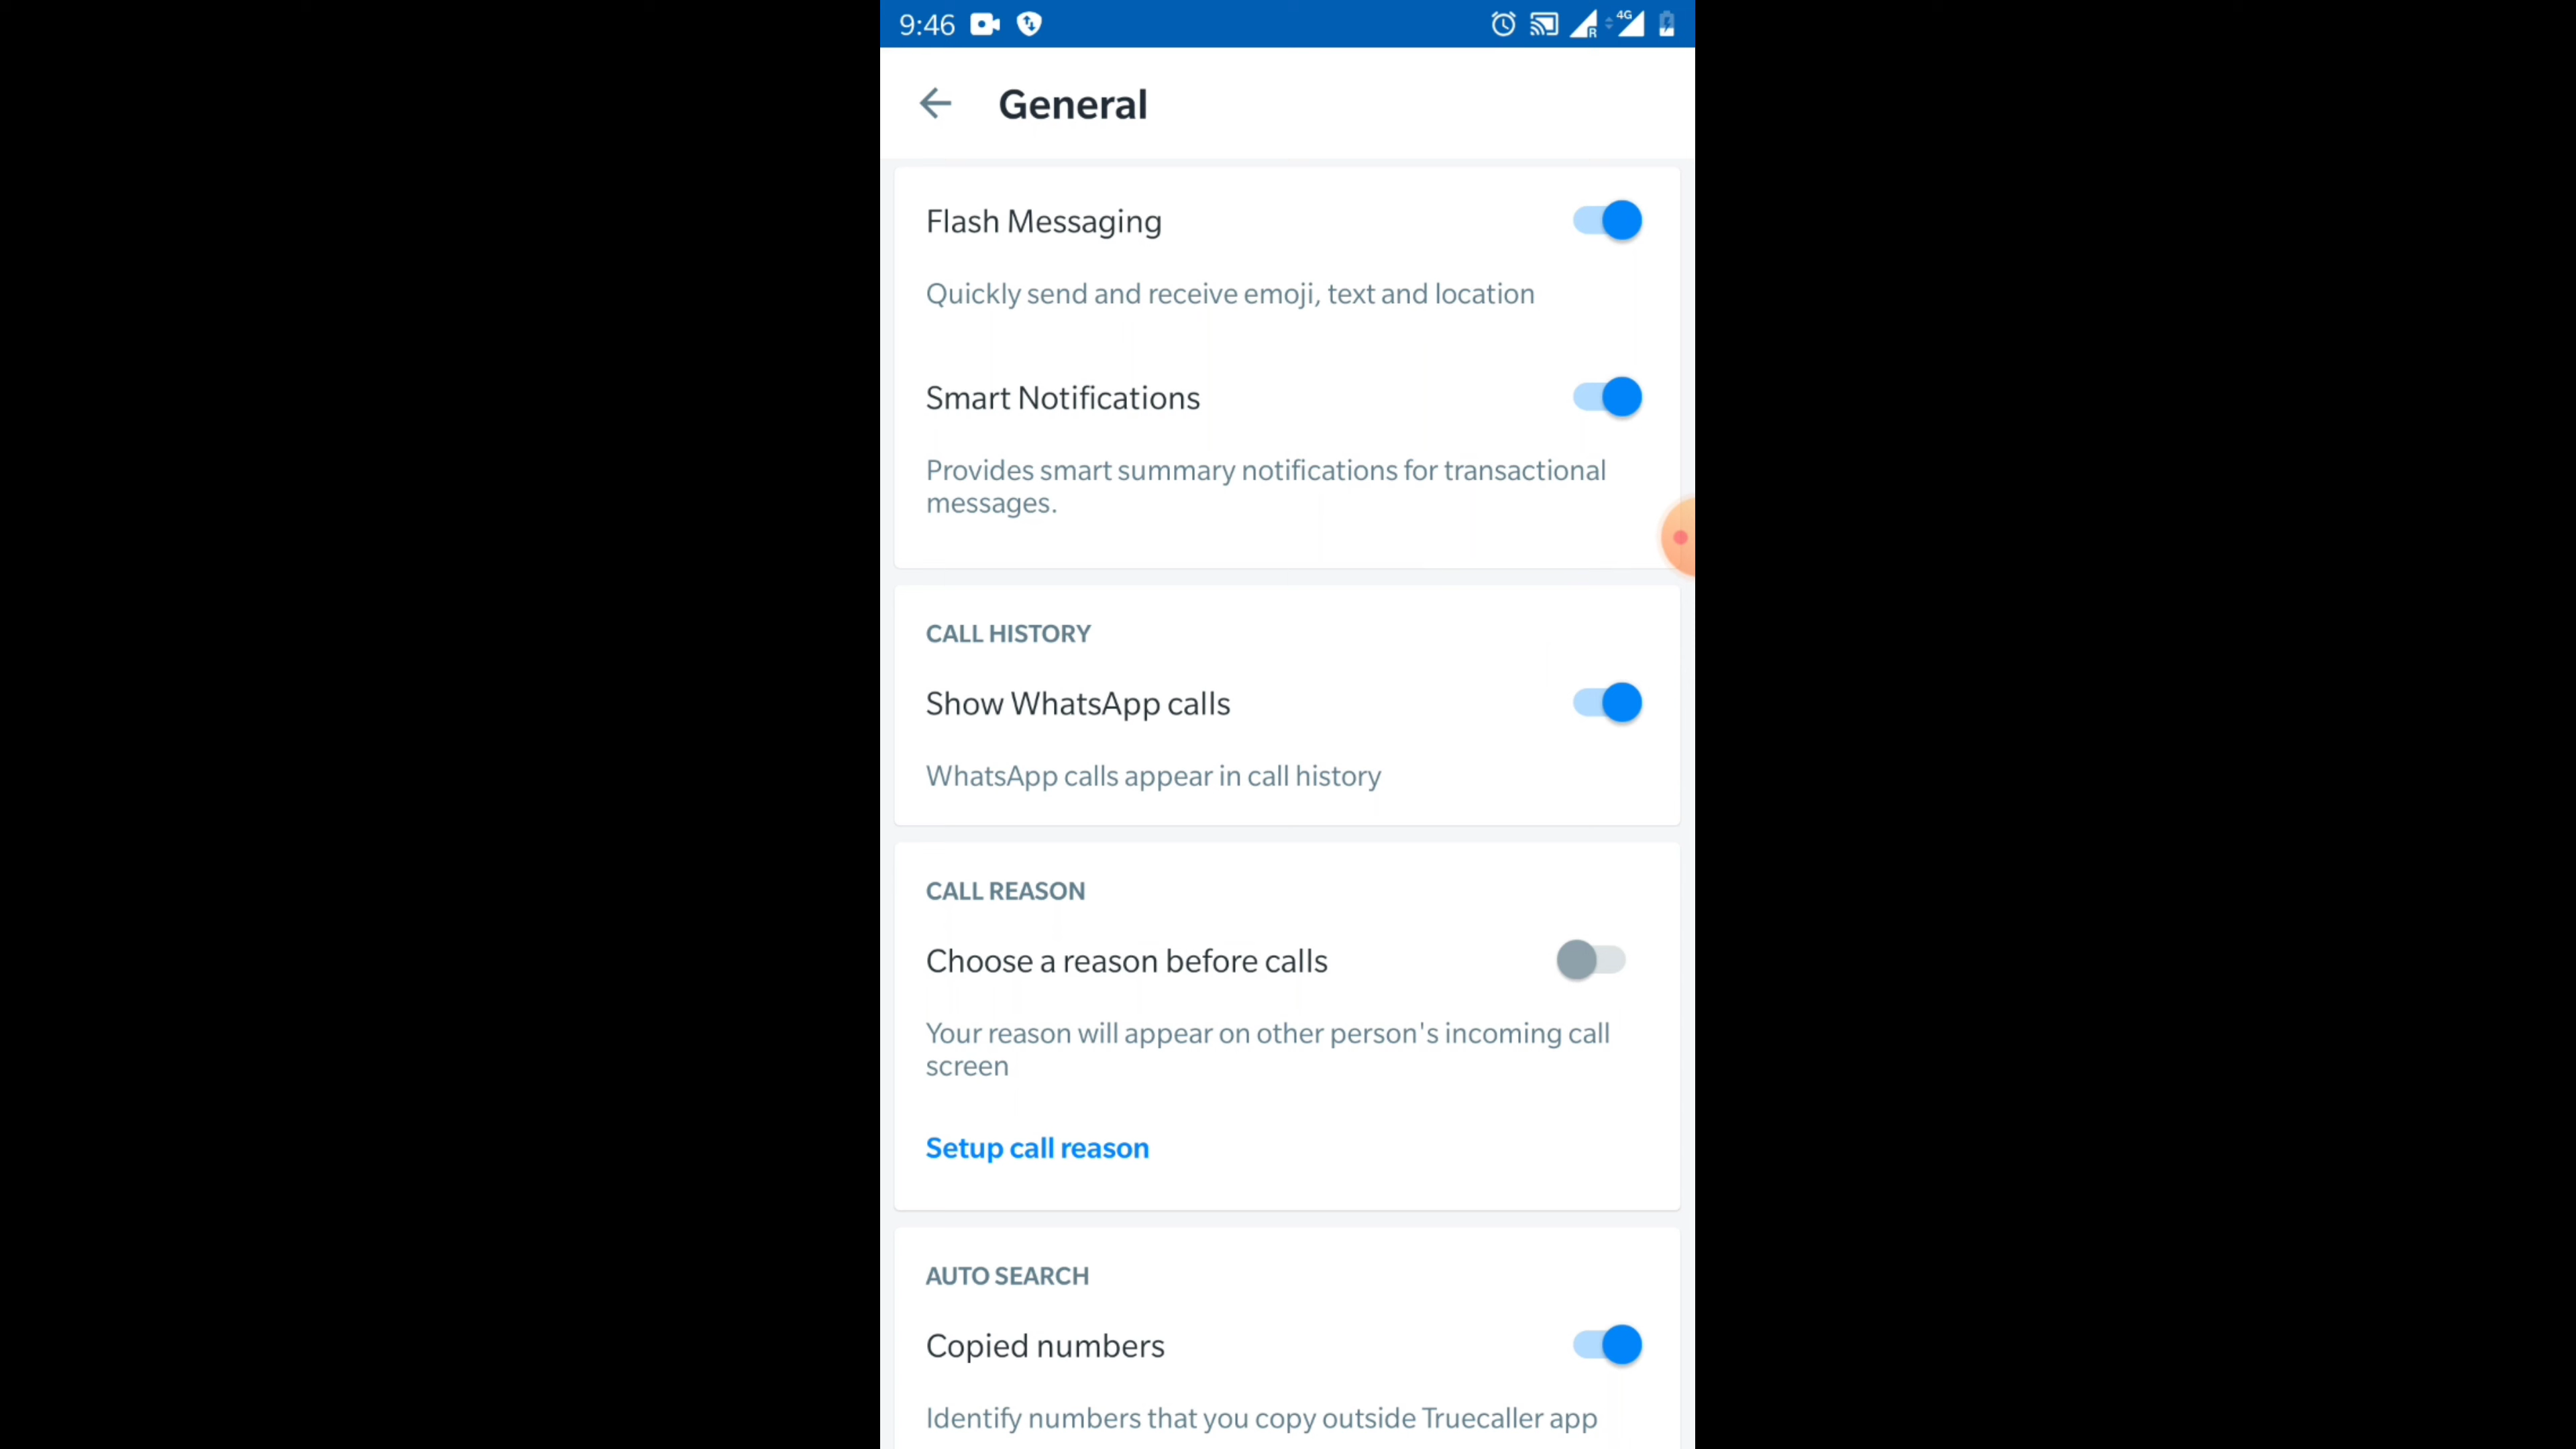 9:46
4G
R
General
Flash Messaging
Quickly send and receive emoji, text and location
Smart Notifications
Provides smart summary notifications for transactional
messages.
CALL HISTORY
Show WhatsApp calls
WhatsApp calls appear in call history
CALL REASON
Choose a reason before calls
Your reason will appear on other person's incoming call
screen
Setup call reason
AUTO SEARCH
Copied numbers
Identify numbers that you copy outside Truecaller app